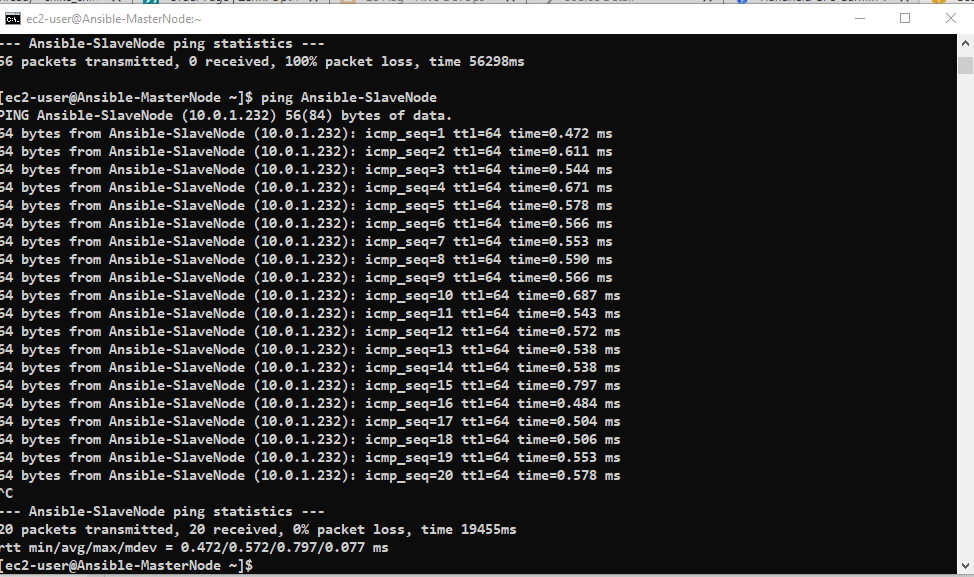 ec2-user@Ansible-MasterNode:~
--- Ansible-SlaveNode ping statistics ---
56 packets transmitted, 0 received, 100% packet loss, time 56298ms
[ec2-user@Ansible-MasterNode ~]$ ping Ansible-SlaveNode
PING Ansible-SlaveNode (10.0.1.232) 56(84) bytes of data.
64 bytes from Ansible-SlaveNode (10.0.1.232): icmp_seq=1 ttl=64 time=0.472 ms
64 bytes from Ansible-SlaveNode (10.0.1.232): icmp_seq=2 ttl=64 time=0.611 ms
64 bytes from Ansible-SlaveNode (10.0.1.232): icmp_seq=3 ttl=64 time=0.544 ms
64 bytes from Ansible-SlaveNode (10.0.1.232): icmp_seq=4 ttl=64 time=0.671 ms
64 bytes from Ansible-SlaveNode (10.0.1.232): icmp_seq=5 ttl=64 time=0.578 ms
64 bytes from Ansible-SlaveNode (10.0.1.232): icmp_seq=6 ttl=64 time=0.566 ms
64 bytes from Ansible-SlaveNode (10.0.1.232): icmp_seq=7 ttl=64 time=0.553 ms
64 bytes from Ansible-SlaveNode (10.0.1.232): icmp_seq=8 ttl=64 time=0.590 ms
64 bytes from Ansible-SlaveNode (10.0.1.232): icmp_seq=9 ttl=64 time=0.566 ms
64 bytes from Ansible-SlaveNode (10.0.1.232): icmp_seq=10 ttl=64 time=0.687 ms
64 bytes from Ansible-SlaveNode (10.0.1.232): icmp_seq=11 ttl=64 time=0.543 ms
64 bytes from Ansible-SlaveNode (10.0.1.232): icmp_seq=12 ttl=64 time=0.572 ms
64 bytes from Ansible-SlaveNode (10.0.1.232): icmp_seq=13 ttl=64 time=0.538 ms
64 bytes from Ansible-SlaveNode (10.0.1.232): icmp_seq=14 ttl=64 time=0.538 ms
64 bytes from Ansible-SlaveNode (10.0.1.232): icmp_seq=15 ttl=64 time=0.797 ms
64 bytes from Ansible-SlaveNode (10.0.1.232): icmp_seq=16 ttl=64 time=0.484 ms
64 bytes from Ansible-SlaveNode (10.0.1.232): icmp_seq=17 ttl=64 time=0.504 ms
64 bytes from Ansible-SlaveNode (10.0.1.232): icmp_seq=18 ttl=64 time=0.506 ms
64 bytes from Ansible-SlaveNode (10.0.1.232): icmp_seq=19 ttl=64 time=0.553 ms
64 bytes from Ansible-SlaveNode (10.0.1.232): icmp_seq=20 ttl=64 time=0.578 ms
^C
--- Ansible-SlaveNode ping statistics ---
20 packets transmitted, 20 received, 0% packet loss, time 19455ms
rtt min/avg/max/mdev = 0.472/0.572/0.797/0.077 ms
[ec2-user@Ansible-MasterNode ~]$